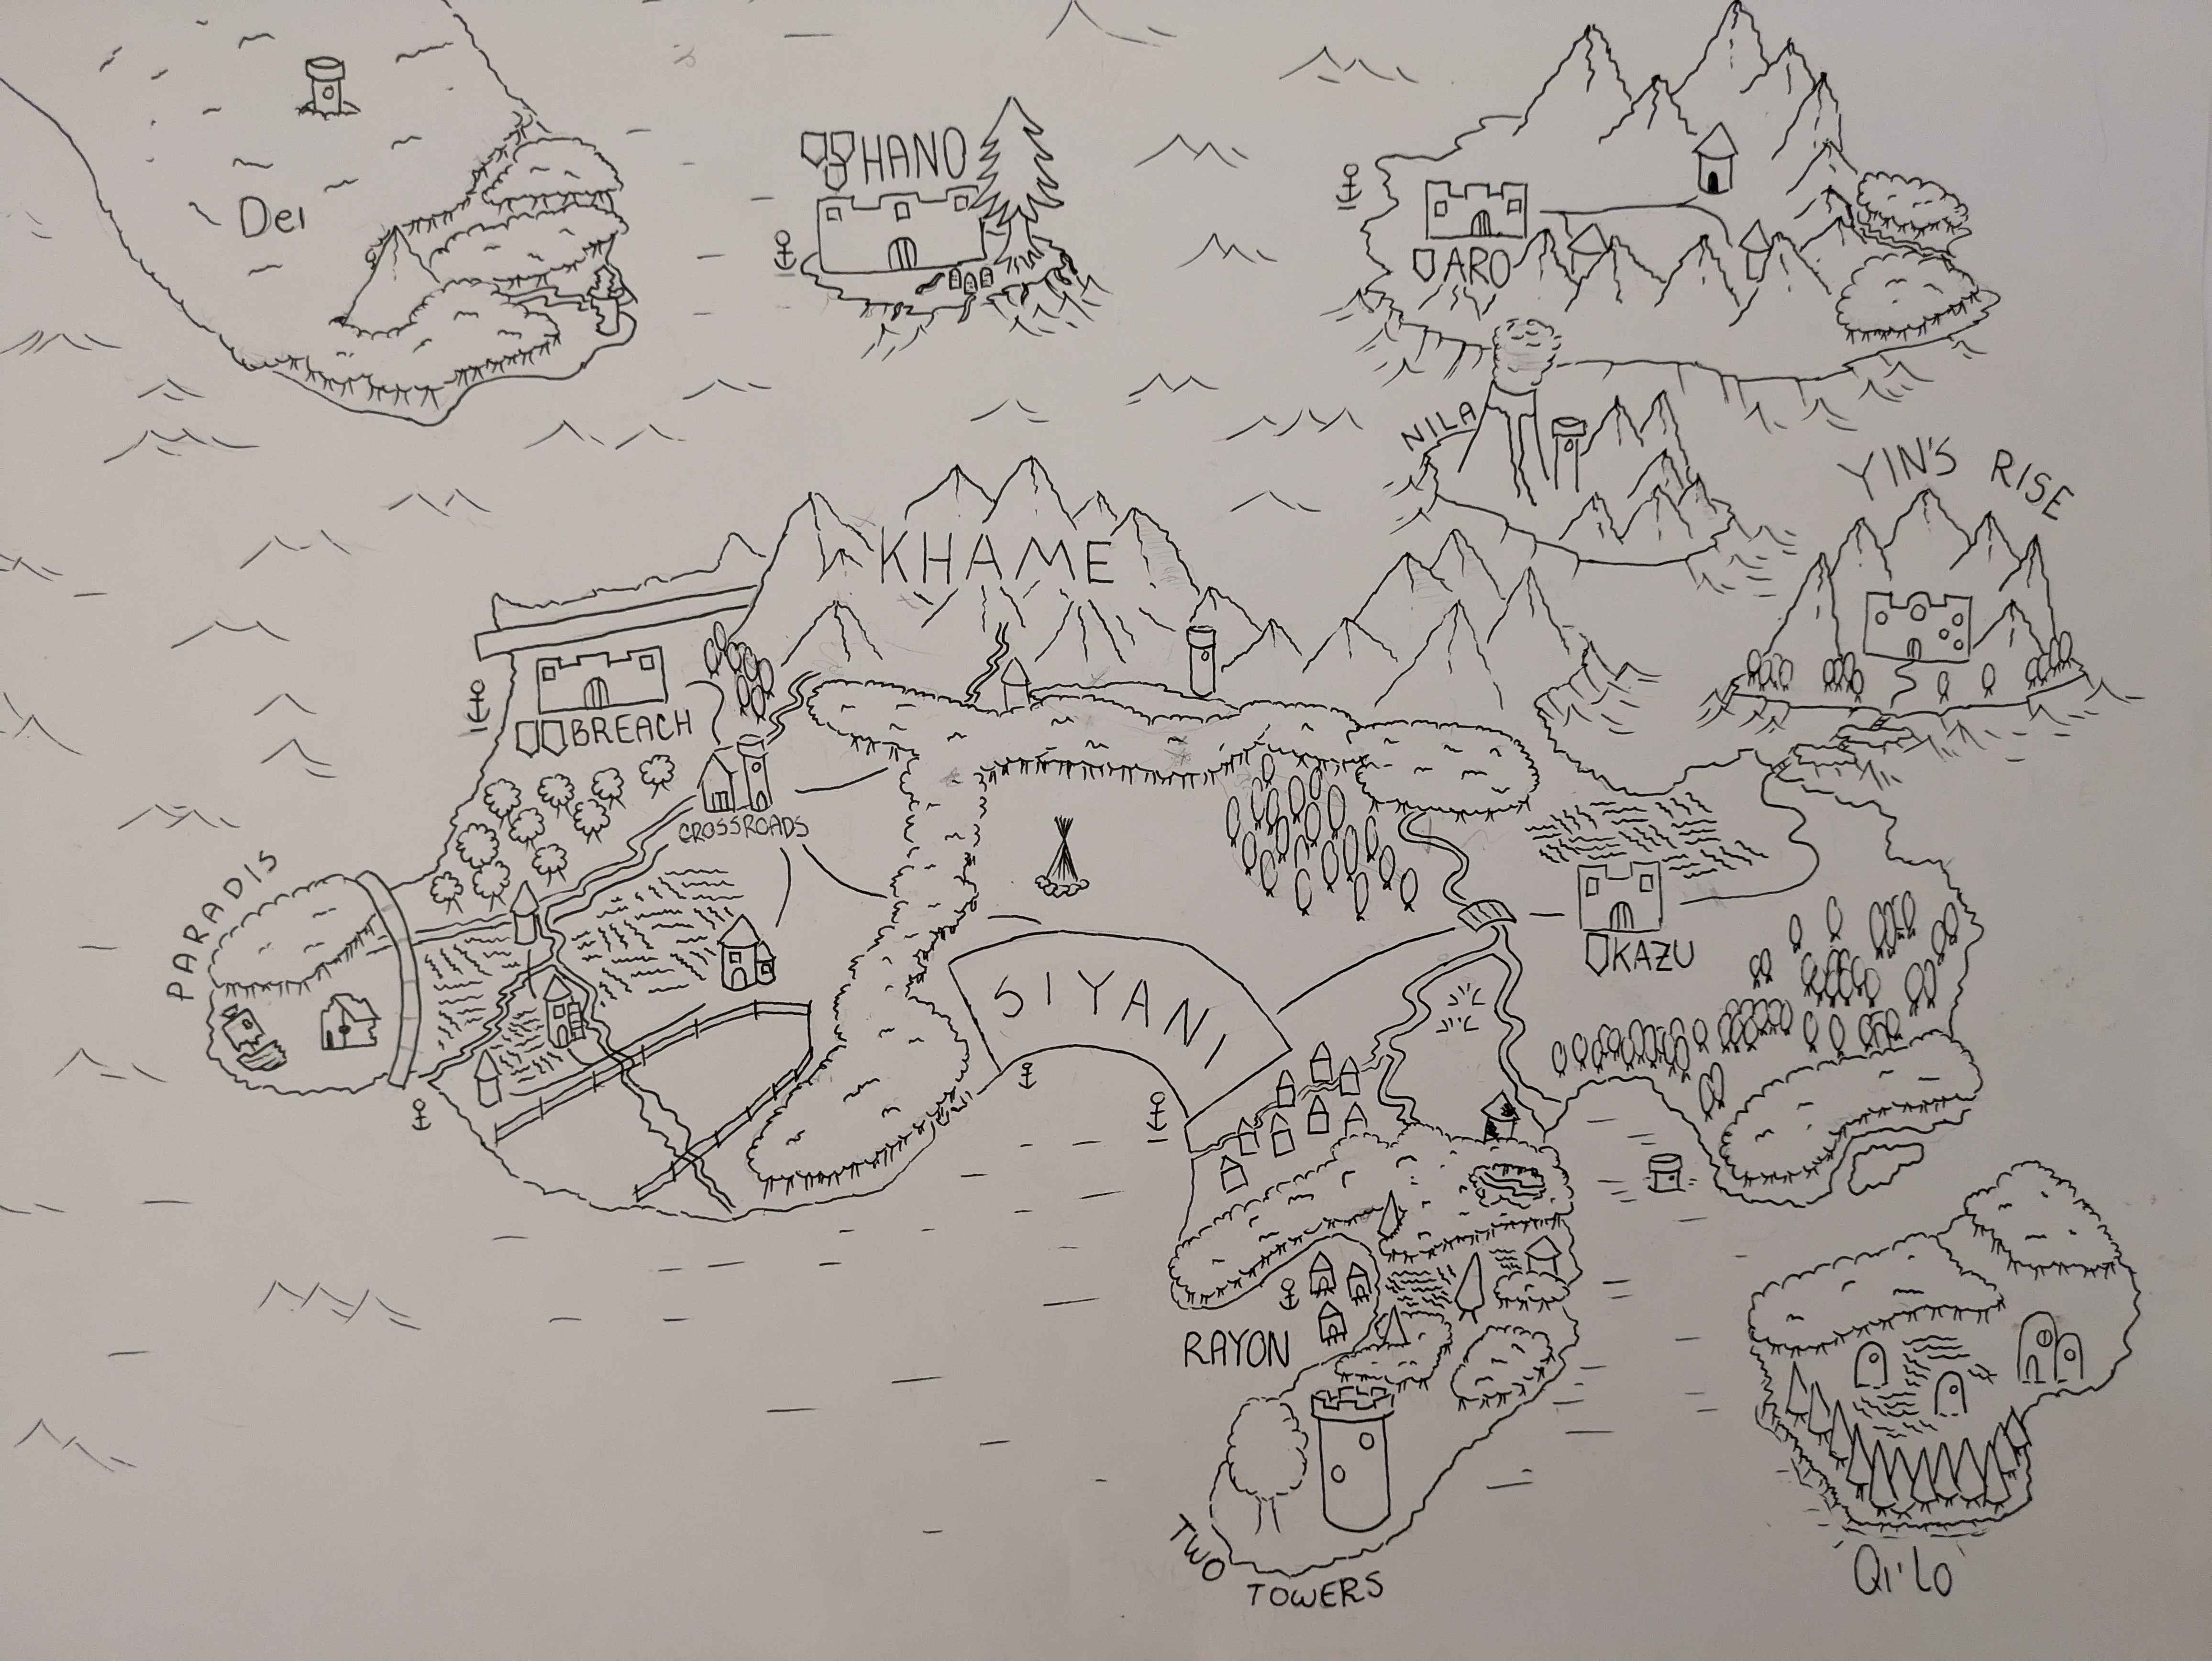 HANO
Dei
ARO
NILA
YIN'S RISE
KHAME
BREACH
CROSSROADS
PARADIS
SIYANI
KAZU
RAYON
TWO
TOWERS
Qi'lo